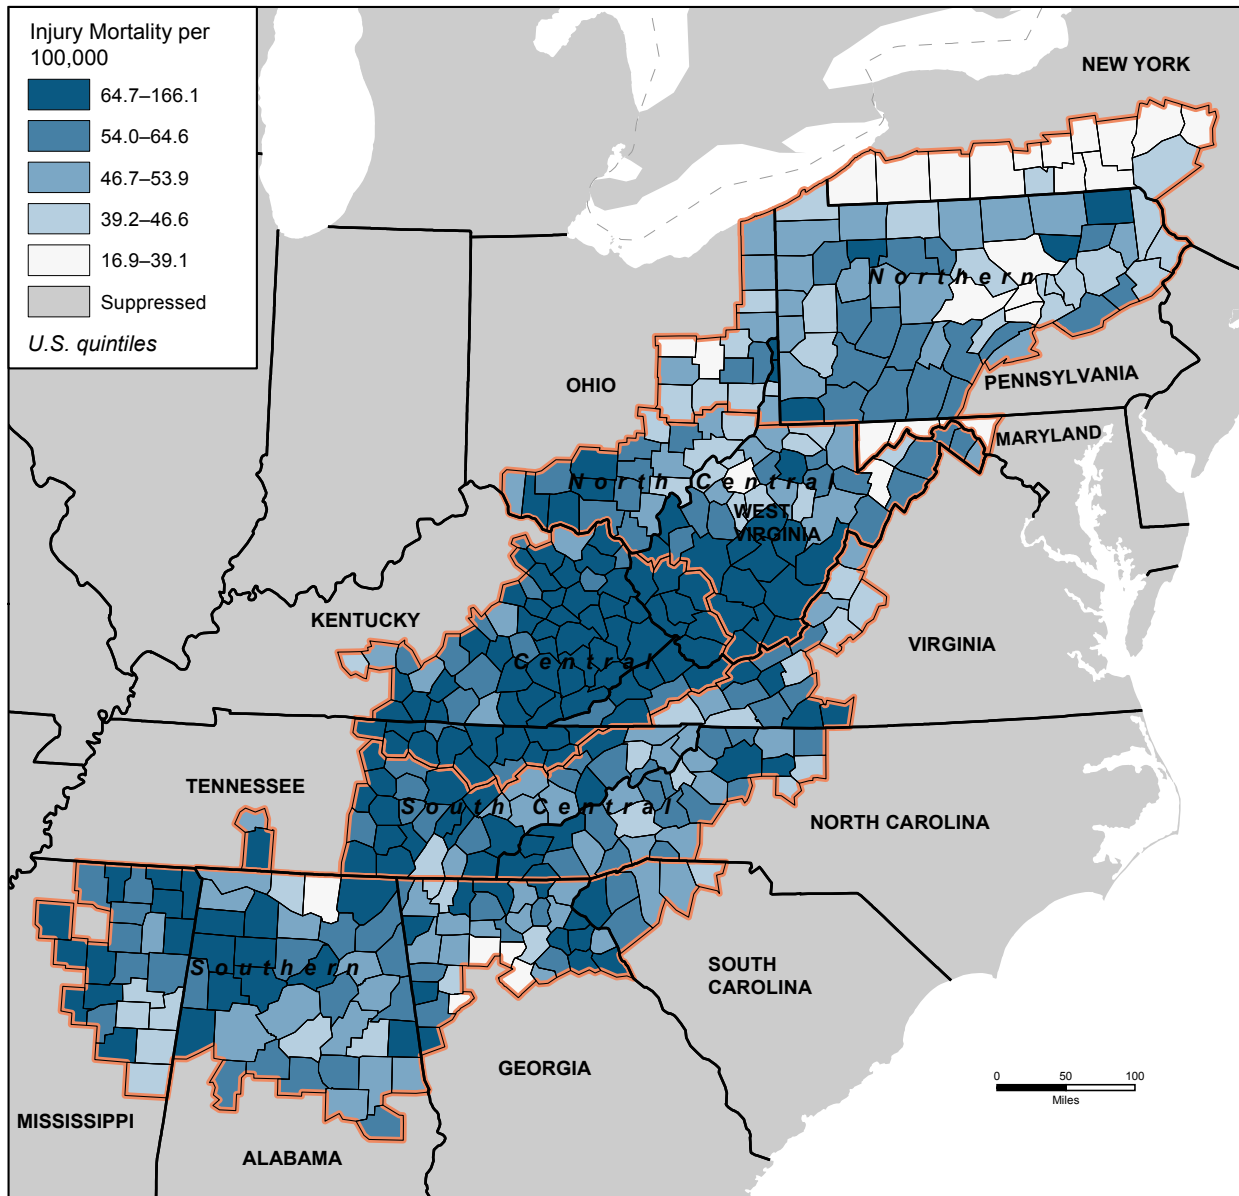 Injury Mortality per
100,000
64.7–166.1
54.0–64.6
46.7–53.9
39.2–46.6
16.9–39.1
Suppressed
U.S. quintiles
NEW YORK
Northern
PENNSYLVANIA
OHIO
MARYLAND
North Central
WEST
VIRGINIA
KENTUCKY
VIRGINIA
Central
TENNESSEE
South Central
NORTH CAROLINA
Southern
SOUTH
CAROLINA
GEORGIA
0 50 100
Miles
MISSISSIPPI
ALABAMA